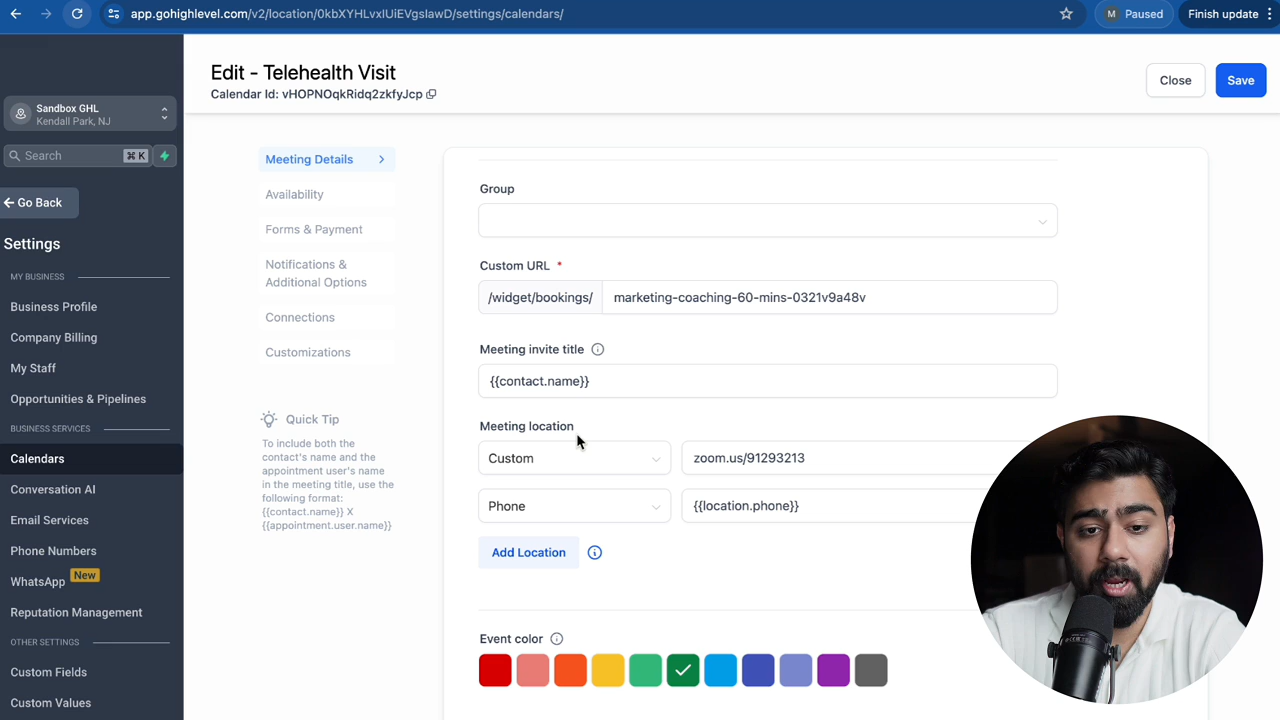 app.gohighlevel.com/v2/location/0kbXYHLvxIUiEVgsIawD/settings/calendars/
M Paused
Finish update
Edit - Telehealth Visit
Calendar Id: vHOPNOqkRidq2zkfyJcp
Close
Save
Sandbox GHL
Kendall Park, NJ
Search
⌘ K
Go Back
Settings
MY BUSINESS
Business Profile
Company Billing
My Staff
Opportunities & Pipelines
BUSINESS SERVICES
Calendars
Conversation AI
Email Services
Phone Numbers
WhatsApp New
Reputation Management
OTHER SETTINGS
Custom Fields
Custom Values
Meeting Details
Availability
Forms & Payment
Notifications &
Additional Options
Connections
Customizations
Quick Tip
To include both the
contact's name and the
appointment user's name
in the meeting title, use the
following format:
{{contact.name}} X
{{appointment.user.name}}
Group
Custom URL *
/widget/bookings/ marketing-coaching-60-mins-0321v9a48v
Meeting invite title
{{contact.name}}
Meeting location
Custom zoom.us/91293213
Phone {{location.phone}}
Add Location
Event color